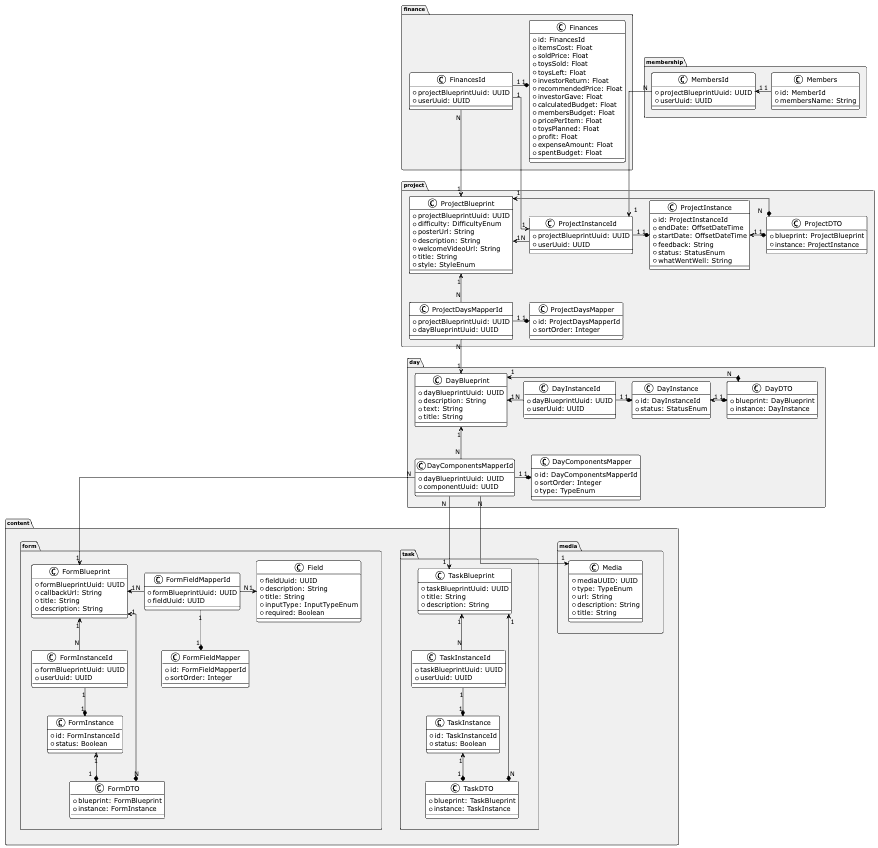 finance
C Finances
id: FinancesId
itemsCost: Float
soldPrice: Float
toysSold: Float
toysLeft: Float
investorReturn: Float
recommendedPrice: Float
investorGave: Float
calculatedBudget: Float
membersBudget: Float
pricePerItem: Float
toysPlanned: Float
profit: Float
expenseAmount: Float
spentBudget: Float
C FinancesId
projectBlueprintUuid: UUID
userUuid: UUID
1 1
1
N
membership
C MembersId
projectBlueprintUuid: UUID
userUuid: UUID
1 1
C Members
id: MemberId
membersName: String
N
project
1
1
C ProjectBlueprint
projectBlueprintUuid: UUID
difficulty: DifficultyEnum
posterUrl: String
description: String
welcomeVideoUrl: String
title: String
style: StyleEnum
1
1 N
1
C ProjectInstanceId
projectBlueprintUuid: UUID
userUuid: UUID
1
1 1
C ProjectInstance
id: ProjectInstanceId
endDate: OffsetDateTime
startDate: OffsetDateTime
feedback: String
status: StatusEnum
whatWentWell: String
1 1
N
C ProjectDTO
blueprint: ProjectBlueprint
instance: ProjectInstance
N
C ProjectDaysMapperId
projectBlueprintUuid: UUID
dayBlueprintUuid: UUID
1 1
C ProjectDaysMapper
id: ProjectDaysMapperId
sortOrder: Integer
N
day
1
1
N
C DayBlueprint
dayBlueprintUuid: UUID
description: String
text: String
title: String
1 N
C DayInstanceId
dayBlueprintUuid: UUID
userUuid: UUID
1 1
C DayInstance
id: DayInstanceId
status: StatusEnum
1 1
C DayDTO
blueprint: DayBlueprint
instance: DayInstance
1
N
C DayComponentsMapperId
dayBlueprintUuid: UUID
componentUuid: UUID
N
1 1
C DayComponentsMapper
id: DayComponentsMapperId
sortOrder: Integer
type: TypeEnum
N
N
content
form
1
C FormBlueprint
formBlueprintUuid: UUID
callbackUrl: String
title: String
description: String
1 N
C FormFieldMapperId
formBlueprintUuid: UUID
fieldUuid: UUID
N 1
C Field
fieldUuid: UUID
description: String
title: String
inputType: InputTypeEnum
required: Boolean
1
1
1
1
C FormFieldMapper
id: FormFieldMapperId
sortOrder: Integer
N
C FormInstanceId
formBlueprintUuid: UUID
userUuid: UUID
1
1
C FormInstance
id: FormInstanceId
status: Boolean
1
1
N
C FormDTO
blueprint: FormBlueprint
instance: FormInstance
task
1
C TaskBlueprint
taskBlueprintUuid: UUID
title: String
description: String
1
1
N
C TaskInstanceId
taskBlueprintUuid: UUID
userUuid: UUID
1
1
C TaskInstance
id: TaskInstanceId
status: Boolean
1
1
N
C TaskDTO
blueprint: TaskBlueprint
instance: TaskInstance
media
1
C Media
mediaUUID: UUID
type: TypeEnum
url: String
description: String
title: String